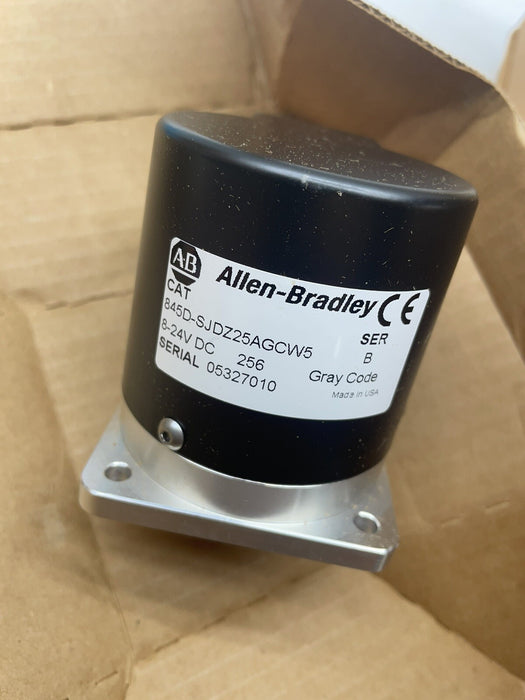 AB Allen-Bradley CE
CAT SER
845D-SJDZ25AGCW5 B
8-24V DC 256 Gray Code
SERIAL 05327010 Made in USA